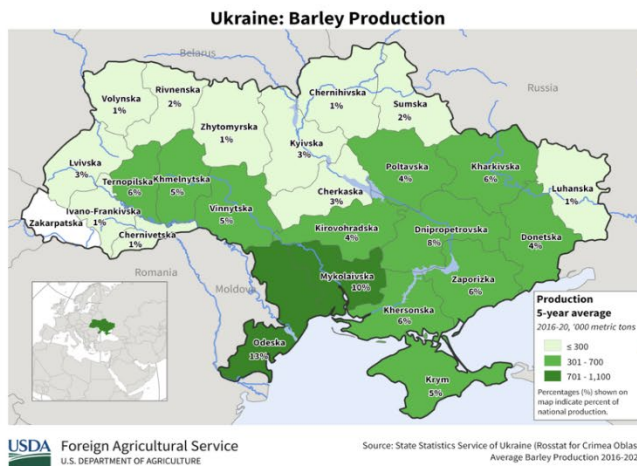 Ukraine: Barley Production
Belarus
Russia
Romania
Moldova
Volynska
1%
Rivnenska
2%
Zhytomyrska
1%
Chernihivska
1%
Sumska
2%
Kyivska
3%
Lvivska
3%
Ternopilska
6%
Khmelnytska
5%
Vinnytska
5%
Cherkaska
3%
Poltavska
4%
Kharkivska
6%
Luhanska
1%
Ivano-Frankivska
1%
Zakarpatska
Chernivetska
1%
Kirovohradska
4%
Dnipropetrovska
8%
Donetska
4%
Mykolaivska
10%
Zaporizka
6%
Khersonska
6%
Odeska
13%
Krym
5%
Production
5-year average
2016-20, '000 metric tons
≤ 300
301 - 700
701 - 1,100
Percentages (%) shown on
map indicate percent of
national production.
USDA Foreign Agricultural Service
U.S. DEPARTMENT OF AGRICULTURE
Source: State Statistics Service of Ukraine (Rosstat for Crimea Oblas
Average Barley Production 2016-202